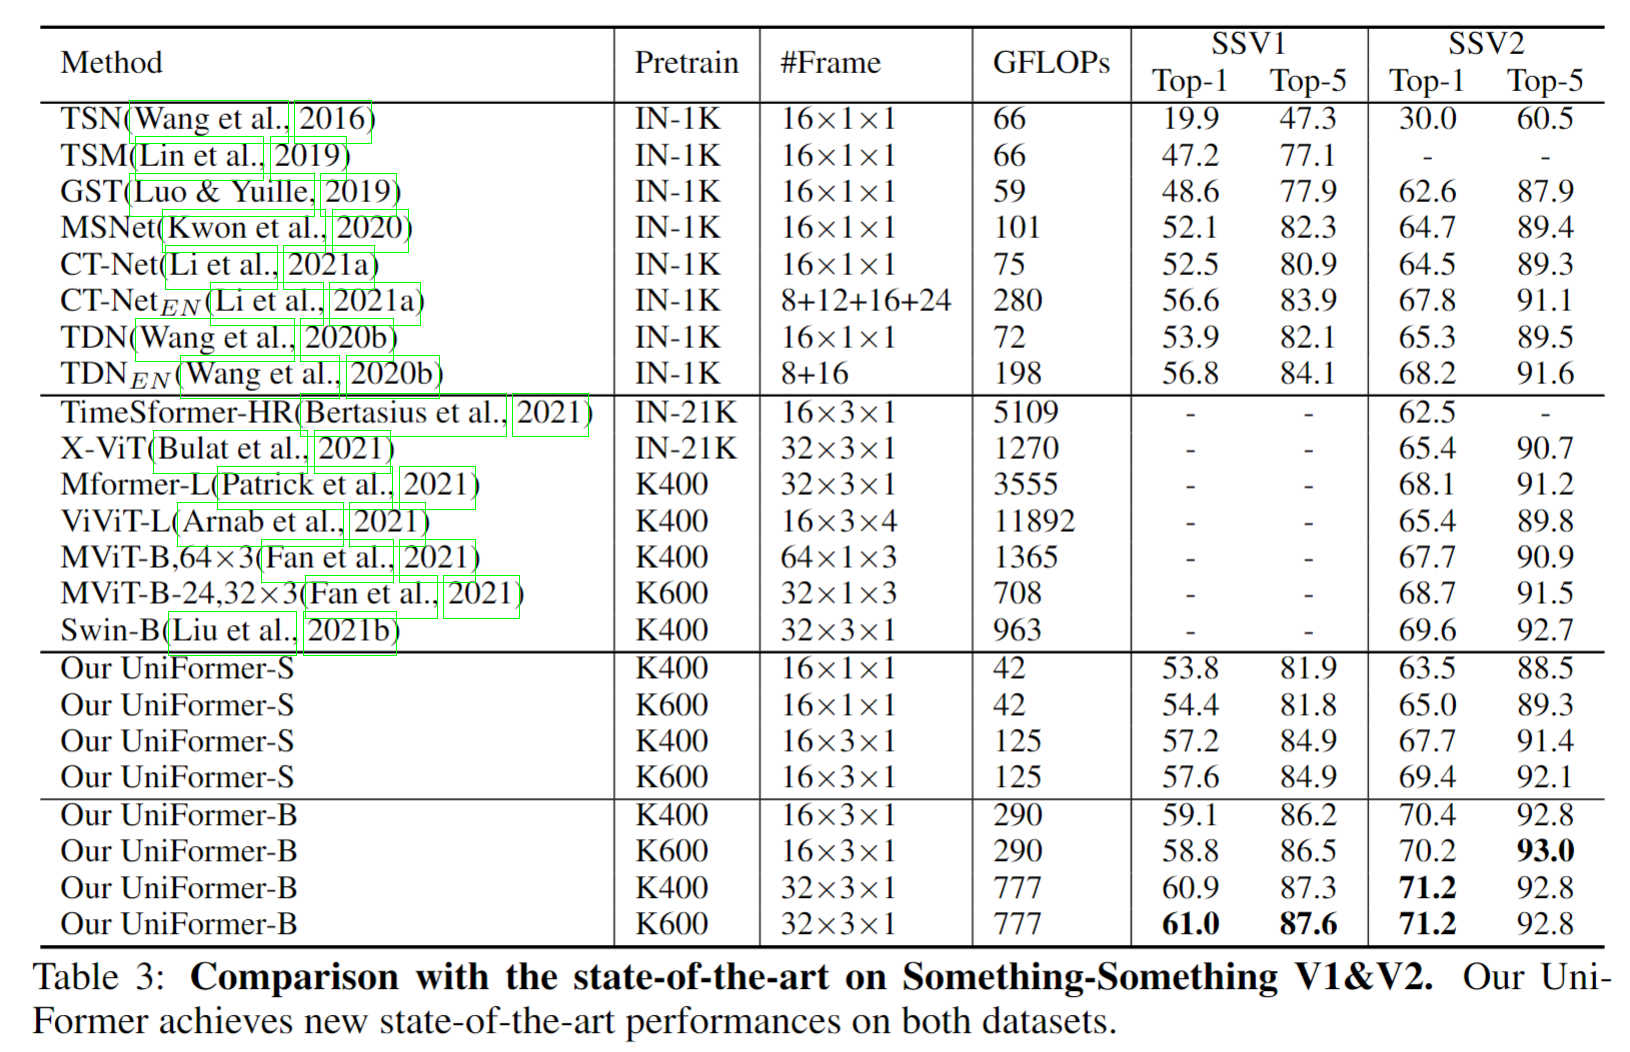 Method Pretrain #Frame GFLOPs SSV1 SSV2
Top-1 Top-5 Top-1 Top-5
TSN(Wang et al., 2016) IN-1K 16×1×1 66 19.9 47.3 30.0 60.5
TSM(Lin et al., 2019) IN-1K 16×1×1 66 47.2 77.1 - -
GST(Luo & Yuille, 2019) IN-1K 16×1×1 59 48.6 77.9 62.6 87.9
MSNet(Kwon et al., 2020) IN-1K 16×1×1 101 52.1 82.3 64.7 89.4
CT-Net(Li et al., 2021a) IN-1K 16×1×1 75 52.5 80.9 64.5 89.3
CT-Net_EN(Li et al., 2021a) IN-1K 8+12+16+24 280 56.6 83.9 67.8 91.1
TDN(Wang et al., 2020b) IN-1K 16×1×1 72 53.9 82.1 65.3 89.5
TDN_EN(Wang et al., 2020b) IN-1K 8+16 198 56.8 84.1 68.2 91.6
TimeSformer-HR(Bertasius et al., 2021) IN-21K 16×3×1 5109 - - 62.5 -
X-ViT(Bulat et al., 2021) IN-21K 32×3×1 1270 - - 65.4 90.7
Mformer-L(Patrick et al., 2021) K400 32×3×1 3555 - - 68.1 91.2
ViViT-L(Arnab et al., 2021) K400 16×3×4 11892 - - 65.4 89.8
MViT-B,64×3(Fan et al., 2021) K400 64×1×3 1365 - - 67.7 90.9
MViT-B-24,32×3(Fan et al., 2021) K600 32×1×3 708 - - 68.7 91.5
Swin-B(Liu et al., 2021b) K400 32×3×1 963 - - 69.6 92.7
Our UniFormer-S K400 16×1×1 42 53.8 81.9 63.5 88.5
Our UniFormer-S K600 16×1×1 42 54.4 81.8 65.0 89.3
Our UniFormer-S K400 16×3×1 125 57.2 84.9 67.7 91.4
Our UniFormer-S K600 16×3×1 125 57.6 84.9 69.4 92.1
Our UniFormer-B K400 16×3×1 290 59.1 86.2 70.4 92.8
Our UniFormer-B K600 16×3×1 290 58.8 86.5 70.2 93.0
Our UniFormer-B K400 32×3×1 777 60.9 87.3 71.2 92.8
Our UniFormer-B K600 32×3×1 777 61.0 87.6 71.2 92.8
Table 3: Comparison with the state-of-the-art on Something-Something V1&V2. Our Uni-
Former achieves new state-of-the-art performances on both datasets.